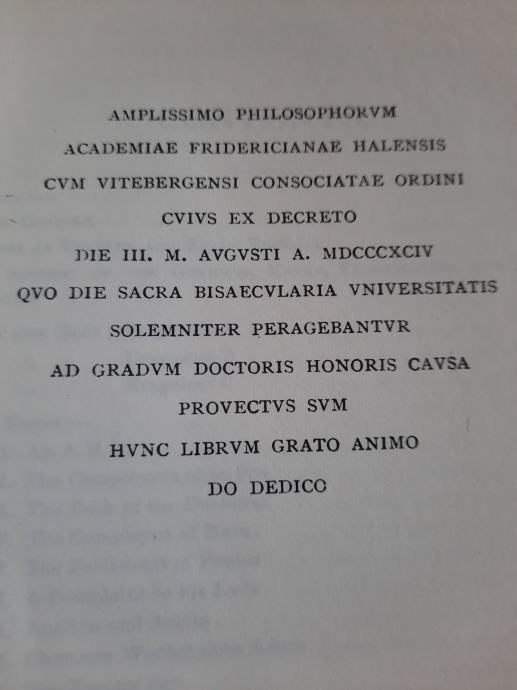 AMPLISSIMO PHILOSOPHORVM
ACADEMIAE FRIDERICIANAE HALENSIS
CVM VITEBERGENSI CONSOCIATAE ORDINI
CVIVS EX DECRETO
DIE III. M. AVGVSTI A. MDCCCXCIV
QVO DIE SACRA BISAECVLARIA VNIVERSITATIS
SOLEMNITER PERAGEBANTVR
AD GRADVM DOCTORIS HONORIS CAVSA
PROVECTVS SVM
HVNC LIBRVM GRATO ANIMO
DO DEDICO